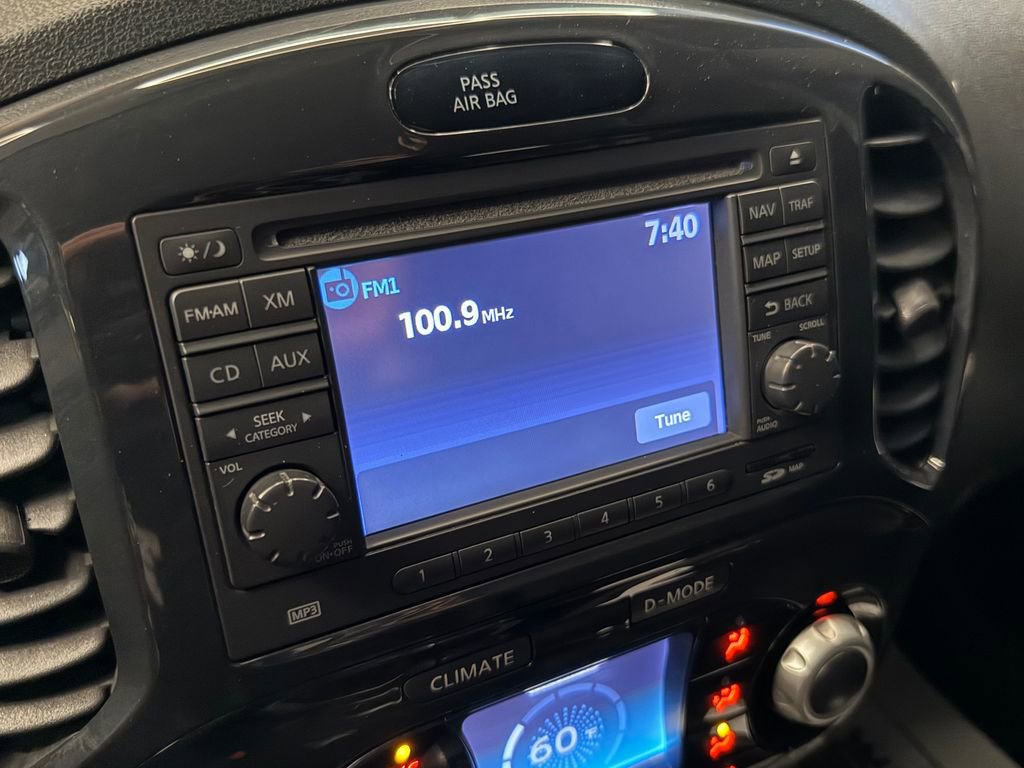 PASS
AIR BAG
7:40
FM1
100.9 MHz
Tune
FM·AM
XM
CD
AUX
SEEK
CATEGORY
VOL
PUSH
ON·OFF
MP3
NAV
TRAF
MAP
SETUP
BACK
TUNE
SCROLL
PUSH
AUDIO
SD
MAP
1
2
3
4
5
6
D-MODE
CLIMATE
60°F